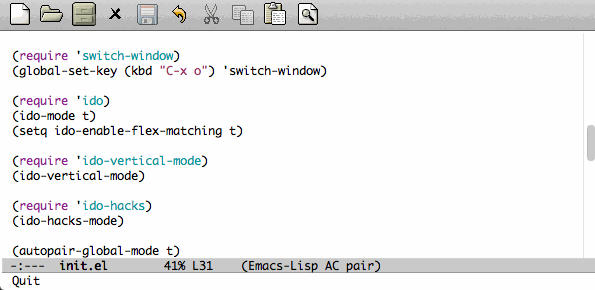 (require 'switch-window)
(global-set-key (kbd "C-x o") 'switch-window)
(require 'ido)
(ido-mode t)
(setq ido-enable-flex-matching t)
(require 'ido-vertical-mode)
(ido-vertical-mode)
(require 'ido-hacks)
(ido-hacks-mode)
(autopair-global-mode t)
-:--- init.el 41% L31 (Emacs-Lisp AC pair)
Quit